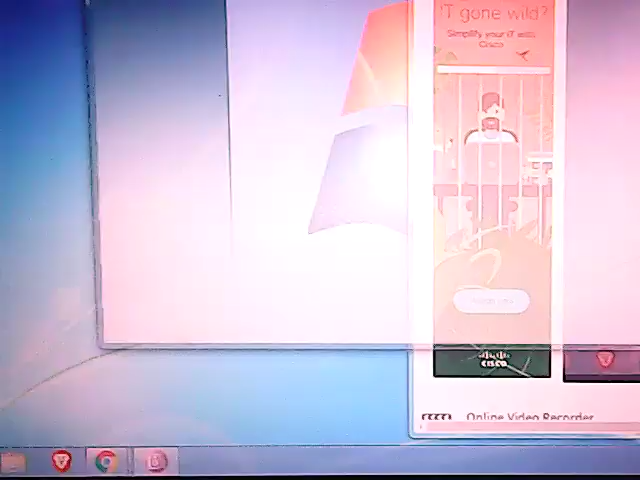 IT gone wild?
Simplify your IT with
Cisco
CISCO
Online Video Recorder